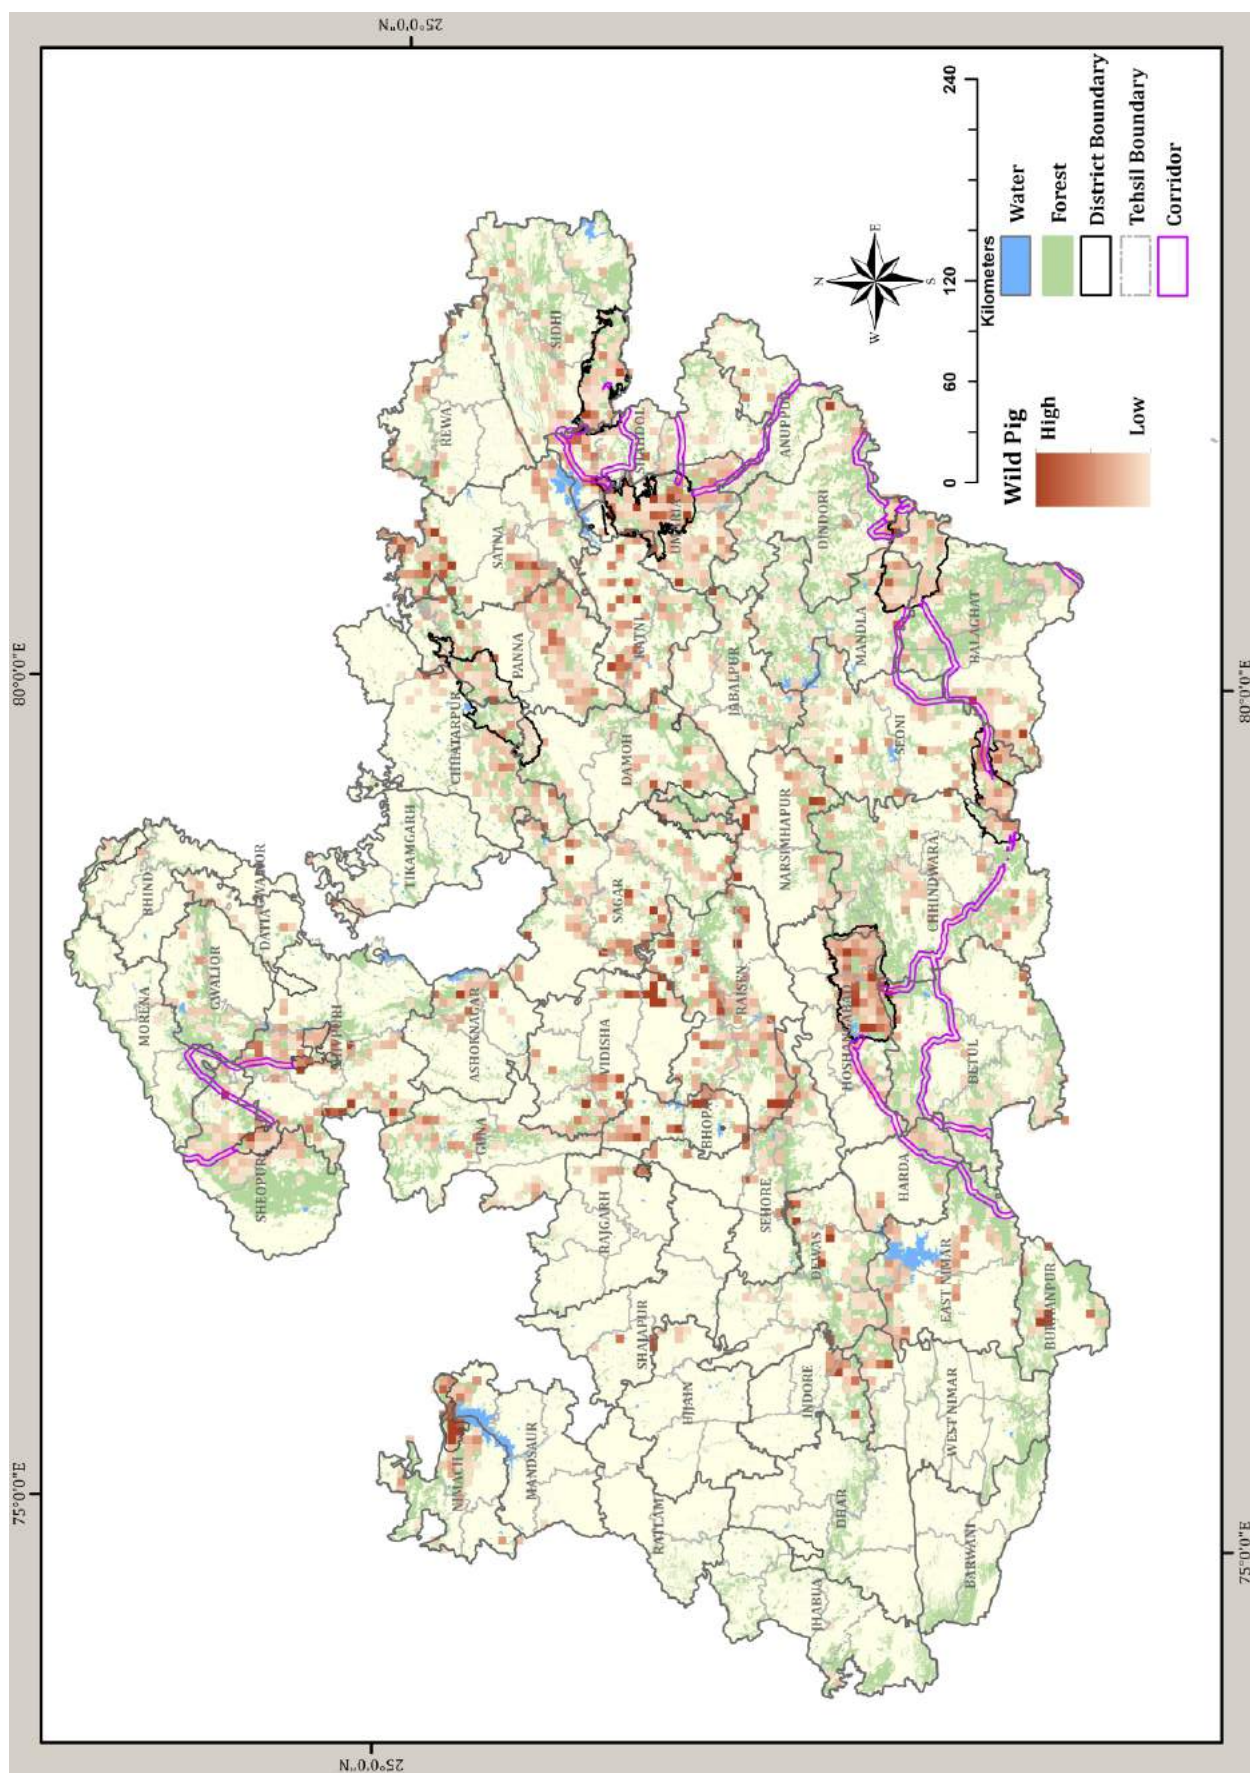 80°0'0"E
75°0'0"E
25°0'0"N
25°0'0"N
80°0'0"E
75°0'0"E
BHIND
MORENA
GWALIOR
DATIA
GWALIOR
SHEOPUR
SHIVPURI
TIKAMGARH
CHHATARPUR
PANNA
SATNA
REWA
SIDHI
SHAHDOL
UMARIA
ANUPPUR
DINDORI
KATNI
JABALPUR
MANDLA
BALAGHAT
SEONI
DAMOH
SAGAR
NARSIMHAPUR
CHHINDWARA
ASHOKNAGAR
GUNA
VIDISHA
RAISEN
BHOPAL
HOSHANGABAD
BETUL
HARDA
SEHORE
RAJGARH
DEWAS
EAST NIMAR
BURHANPUR
SHAJAPUR
UJJAIN
INDORE
WEST NIMAR
NIMACH
MANDSAUR
RATLAM
DHAR
JHABUA
BARWANI
N
E
S
W
0
60
120
240
Kilometers
Wild Pig
High
Low
Water
Forest
District Boundary
Tehsil Boundary
Corridor